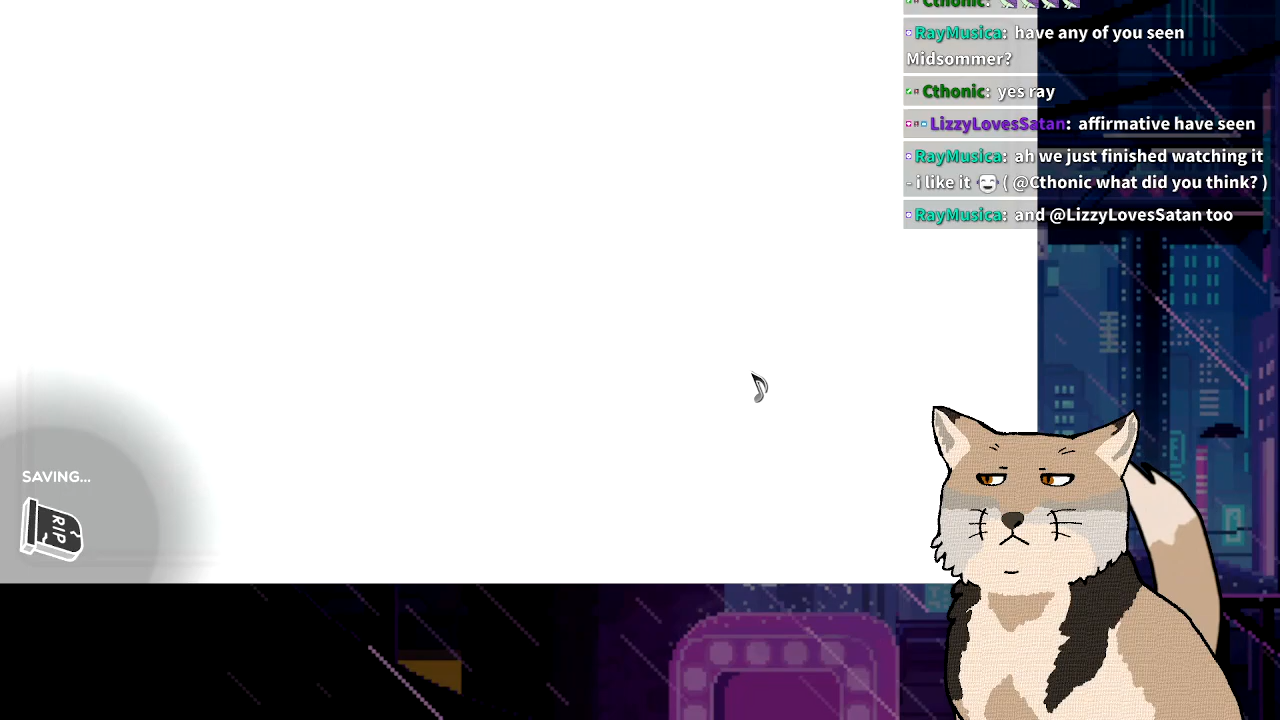 Cthonic:
RayMusica: have any of you seen
Midsommer?
Cthonic: yes ray
LizzyLovesSatan: affirmative have seen
RayMusica: ah we just finished watching it
- i like it ( @Cthonic what did you think? )
RayMusica: and @LizzyLovesSatan too
SAVING...
RIP